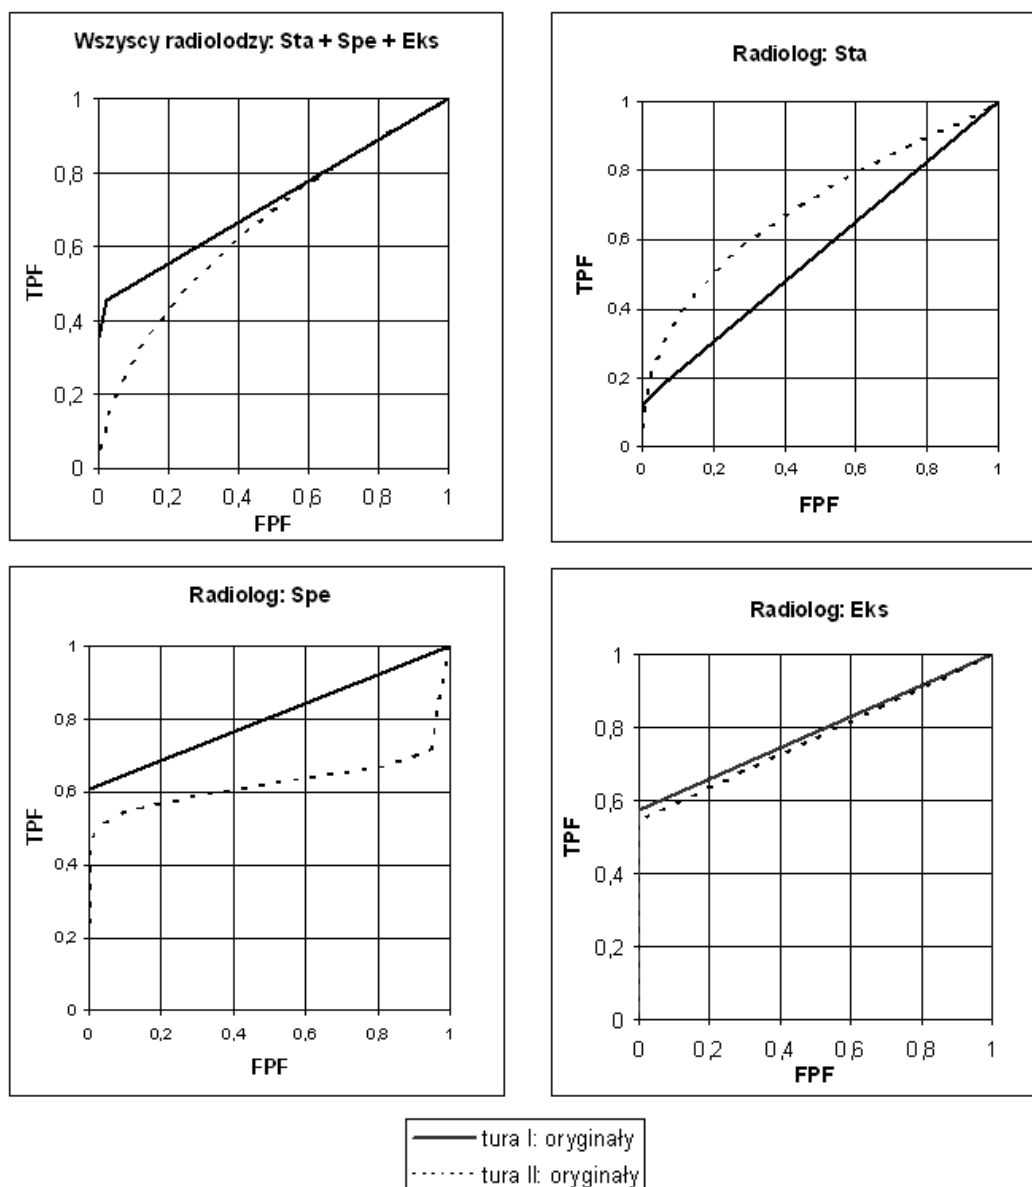 Wszyscy radiolodzy: Sta + Spe + Eks
1
0,8
0,6
0,4
0,2
0
TPF
0 0,2 0,4 0,6 0,8 1
FPF
Radiolog: Sta
1
0,8
0,6
0,4
0,2
0
TPF
0 0,2 0,4 0,6 0,8 1
FPF
Radiolog: Spe
1
0,8
0,6
0,4
0,2
0
TPF
0 0,2 0,4 0,6 0,8 1
FPF
Radiolog: Eks
1
0,8
0,6
0,4
0,2
0
TPF
0 0,2 0,4 0,6 0,8 1
FPF
tura I: oryginały
tura II: oryginały